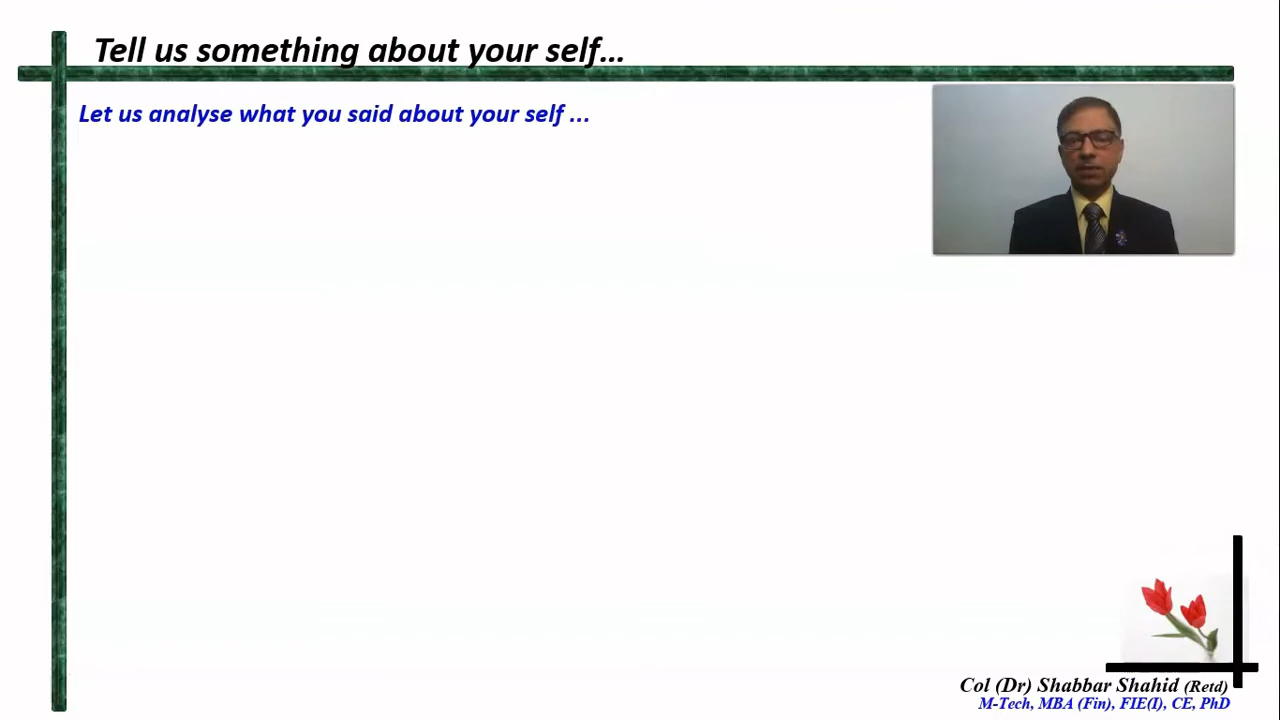 Tell us something about your self...
Let us analyse what you said about your self ...
Col (Dr) Shabbar Shahid (Retd)
M-Tech, MBA (Fin), FIE(I), CE, PhD